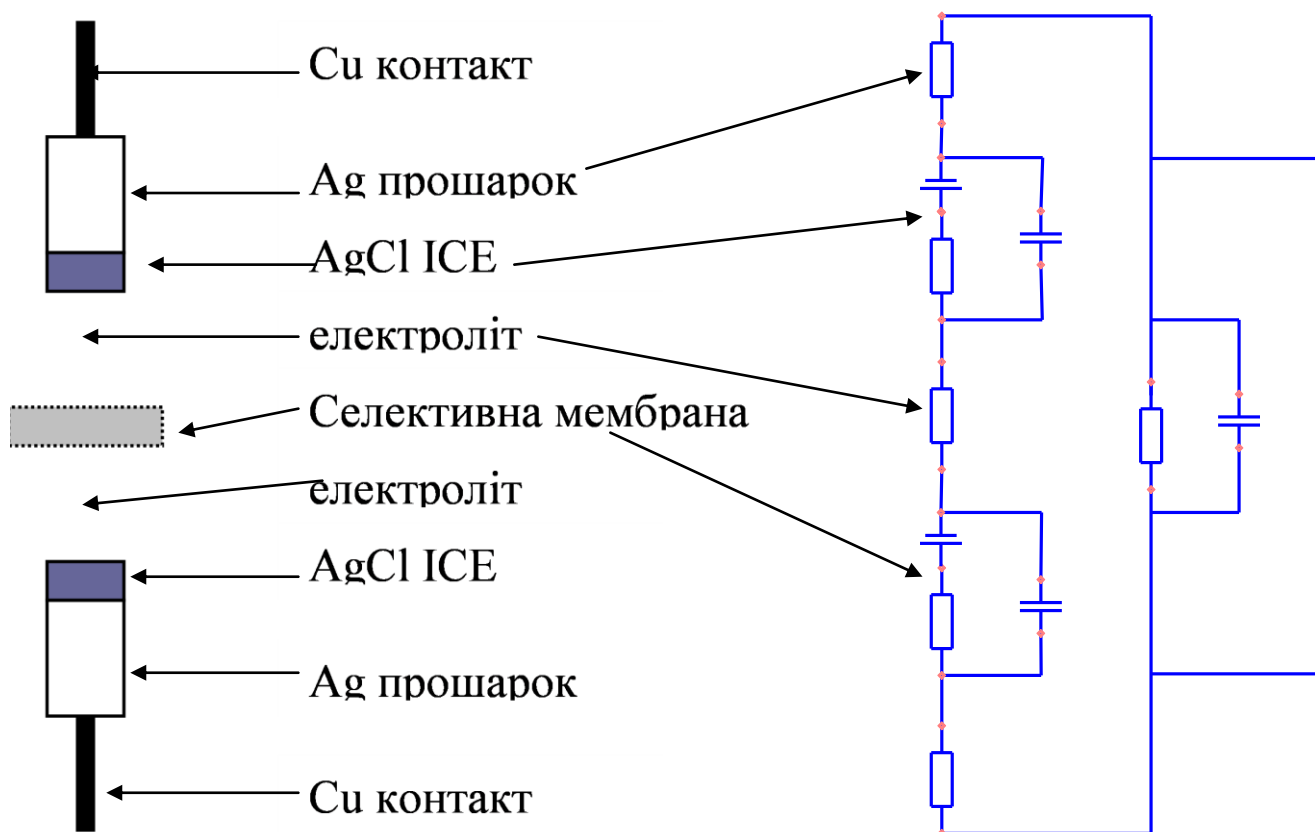 Cu контакт
Ag прошарок
AgCl ICE
електроліт
Селективна мембрана
електроліт
AgCl ICE
Ag прошарок
Cu контакт